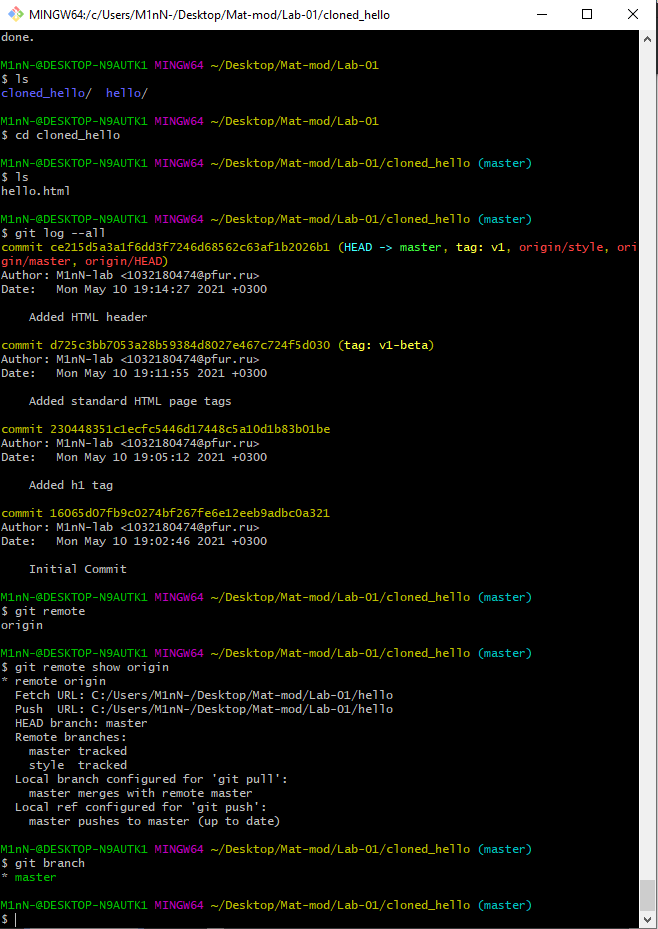 MINGW64:/c/Users/M1nN-/Desktop/Mat-mod/Lab-01/cloned_hello
done.
M1nN-@DESKTOP-N9AUTK1 MINGW64 ~/Desktop/Mat-mod/Lab-01
$ ls
cloned_hello/  hello/
M1nN-@DESKTOP-N9AUTK1 MINGW64 ~/Desktop/Mat-mod/Lab-01
$ cd cloned_hello
M1nN-@DESKTOP-N9AUTK1 MINGW64 ~/Desktop/Mat-mod/Lab-01/cloned_hello (master)
$ ls
hello.html
M1nN-@DESKTOP-N9AUTK1 MINGW64 ~/Desktop/Mat-mod/Lab-01/cloned_hello (master)
$ git log --all
commit ce215d5a3a1f6dd3f7246d68562c63af1b2026b1 (HEAD -> master, tag: v1, origin/style, ori
gin/master, origin/HEAD)
Author: M1nN-lab <1032180474@pfur.ru>
Date:   Mon May 10 19:14:27 2021 +0300
    Added HTML header
commit d725c3bb7053a28b59384d8027e467c724f5d030 (tag: v1-beta)
Author: M1nN-lab <1032180474@pfur.ru>
Date:   Mon May 10 19:11:55 2021 +0300
    Added standard HTML page tags
commit 230448351c1ecfc5446d17448c5a10d1b83b01be
Author: M1nN-lab <1032180474@pfur.ru>
Date:   Mon May 10 19:05:12 2021 +0300
    Added h1 tag
commit 16065d07fb9c0274bf267fe6e12eeb9adbc0a321
Author: M1nN-lab <1032180474@pfur.ru>
Date:   Mon May 10 19:02:46 2021 +0300
    Initial Commit
M1nN-@DESKTOP-N9AUTK1 MINGW64 ~/Desktop/Mat-mod/Lab-01/cloned_hello (master)
$ git remote
origin
M1nN-@DESKTOP-N9AUTK1 MINGW64 ~/Desktop/Mat-mod/Lab-01/cloned_hello (master)
$ git remote show origin
* remote origin
  Fetch URL: C:/Users/M1nN-/Desktop/Mat-mod/Lab-01/hello
  Push  URL: C:/Users/M1nN-/Desktop/Mat-mod/Lab-01/hello
  HEAD branch: master
  Remote branches:
    master tracked
    style  tracked
  Local branch configured for 'git pull':
    master merges with remote master
  Local ref configured for 'git push':
    master pushes to master (up to date)
M1nN-@DESKTOP-N9AUTK1 MINGW64 ~/Desktop/Mat-mod/Lab-01/cloned_hello (master)
$ git branch
* master
M1nN-@DESKTOP-N9AUTK1 MINGW64 ~/Desktop/Mat-mod/Lab-01/cloned_hello (master)
$